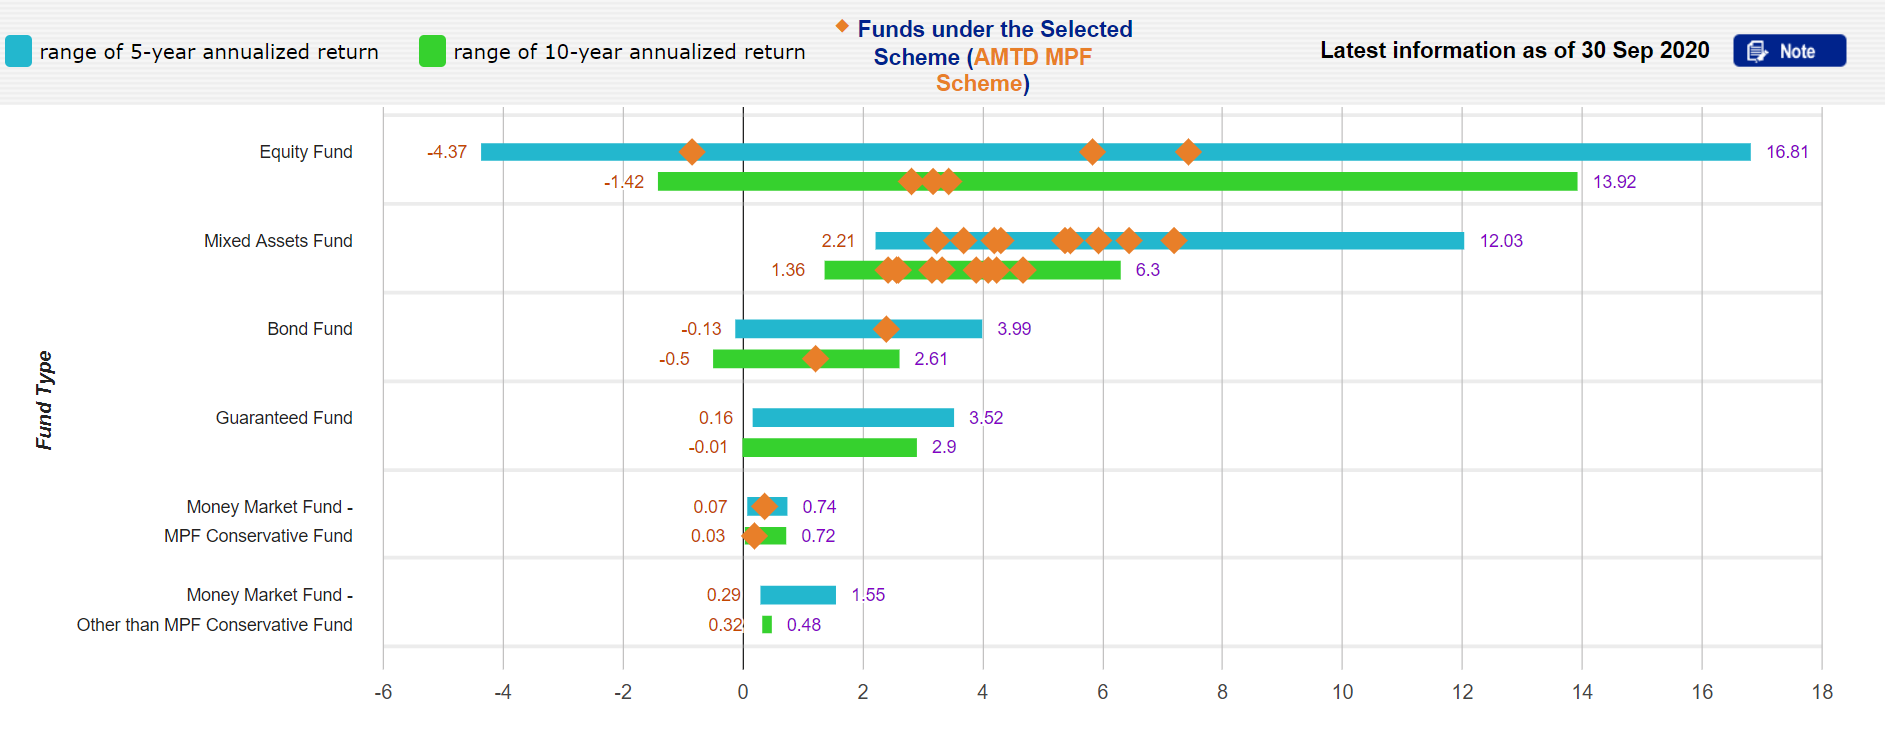 range of 5-year annualized return
range of 10-year annualized return
Funds under the Selected
Scheme (AMTD MPF
Scheme)
Latest information as of 30 Sep 2020
Note
Fund Type
Equity Fund
-4.37
16.81
-1.42
13.92
Mixed Assets Fund
2.21
12.03
1.36
6.3
Bond Fund
-0.13
3.99
-0.5
2.61
Guaranteed Fund
0.16
3.52
-0.01
2.9
Money Market Fund -
0.07
0.74
MPF Conservative Fund
0.03
0.72
Money Market Fund -
0.29
1.55
Other than MPF Conservative Fund
0.32
0.48
-6 -4 -2 0 2 4 6 8 10 12 14 16 18